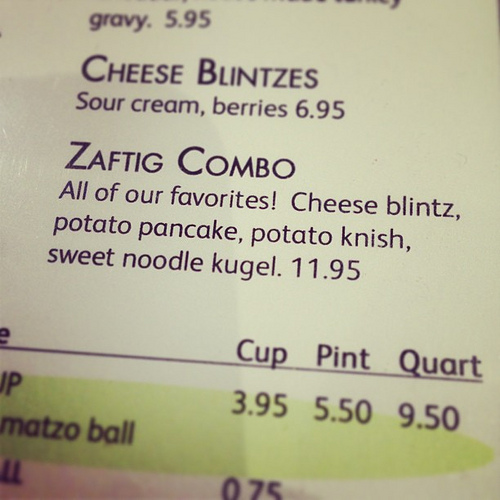 gravy. 5.95
CHEESE BLINTZES
Sour cream, berries 6.95
ZAFTIG COMBO
All of our favorites! Cheese blintz,
potato pancake, potato knish,
sweet noodle kugel. 11.95
Cup Pint Quart
3.95 5.50 9.50
matzo ball
0.75